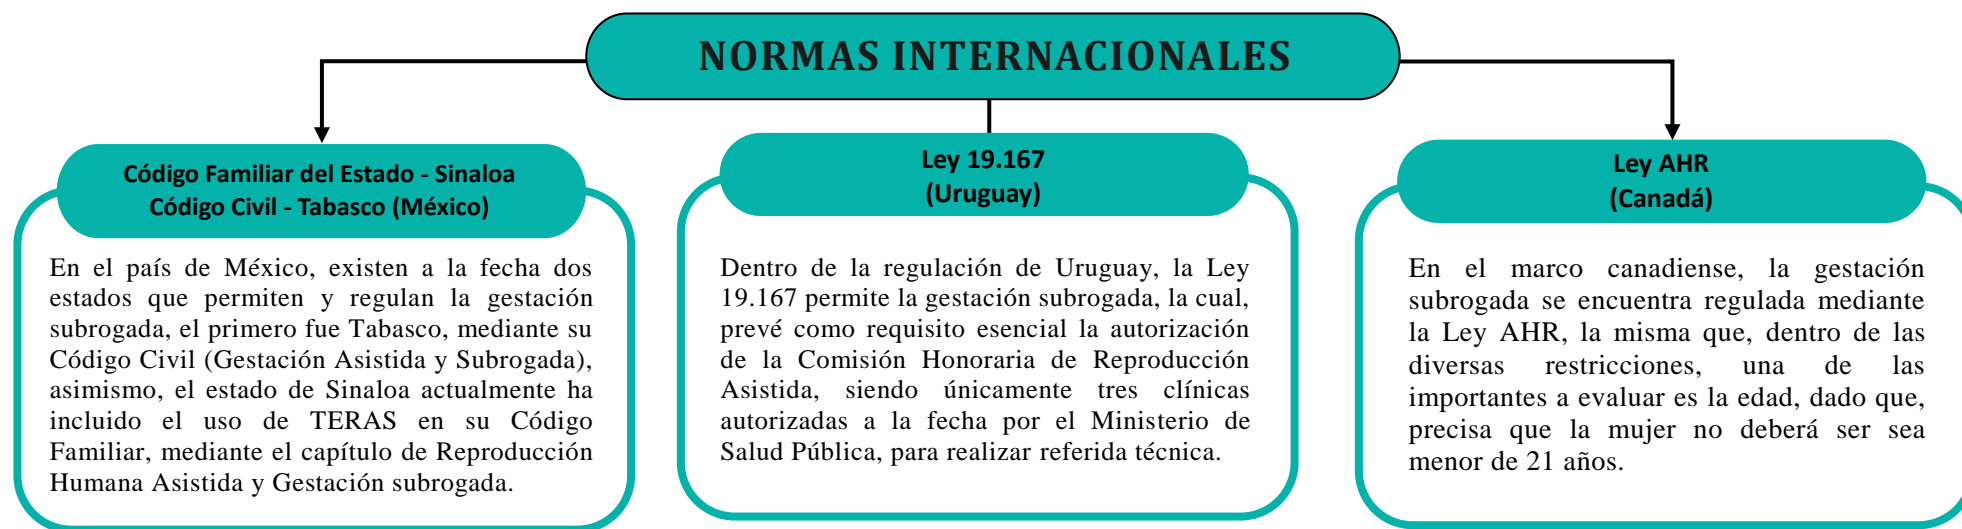 NORMAS INTERNACIONALES
Código Familiar del Estado - Sinaloa
Código Civil - Tabasco (México)
En el país de México, existen a la fecha dos
estados que permiten y regulan la gestación
subrogada, el primero fue Tabasco, mediante su
Código Civil (Gestación Asistida y Subrogada),
asimismo, el estado de Sinaloa actualmente ha
incluido el uso de TERAS en su Código
Familiar, mediante el capítulo de Reproducción
Humana Asistida y Gestación subrogada.
Ley 19.167
(Uruguay)
Dentro de la regulación de Uruguay, la Ley
19.167 permite la gestación subrogada, la cual,
prevé como requisito esencial la autorización
de la Comisión Honoraria de Reproducción
Asistida, siendo únicamente tres clínicas
autorizadas a la fecha por el Ministerio de
Salud Pública, para realizar referida técnica.
Ley AHR
(Canadá)
En el marco canadiense, la gestación
subrogada se encuentra regulada mediante
la Ley AHR, la misma que, dentro de las
diversas restricciones, una de las
importantes a evaluar es la edad, dado que,
precisa que la mujer no deberá ser sea
menor de 21 años.